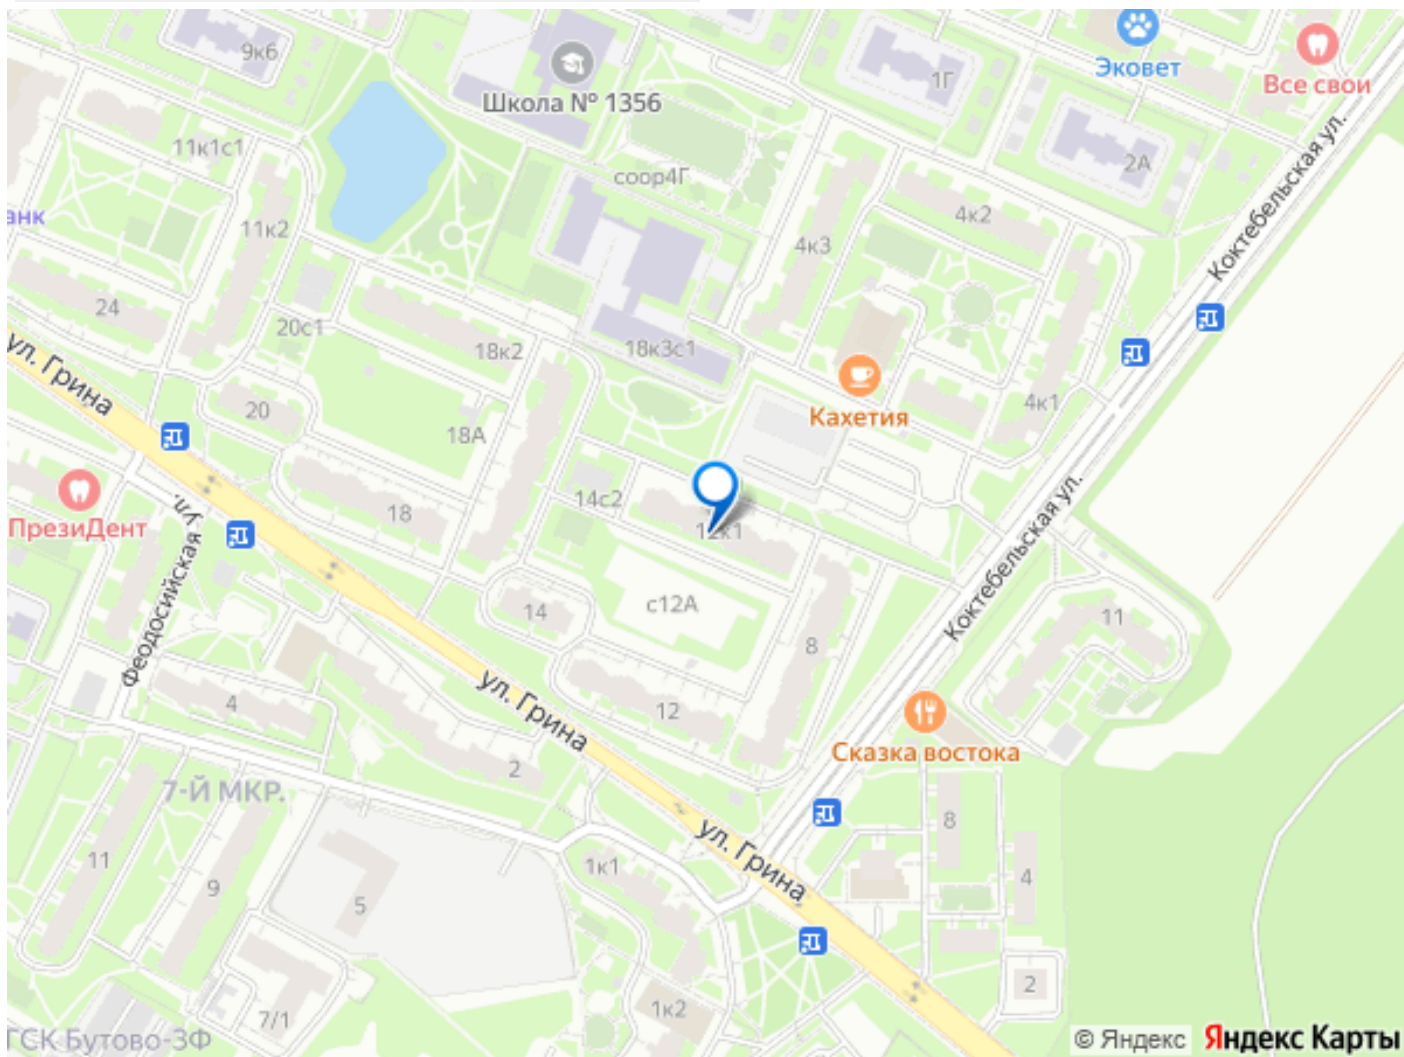 9к6
Школа № 1356
1Г
Эковет
Все свои
11к1с1
соор4Г
2А
Коктебельская ул.
анк
11к2
4к3
4к2
24
20с1
18к2
18к3с1
ул. Грина
20
18А
Кахетия
4к1
ПрезиДент
18
14с2
12к1
Коктебельская ул.
Феодосийская ул.
14
с12А
8
11
4
ул. Грина
12
Сказка востока
2
7-Й МКР.
8
ул. Грина
11
9
5
1к1
4
7/1
1к2
2
ГСК Бутово-3Ф
© Яндекс Яндекс Карты